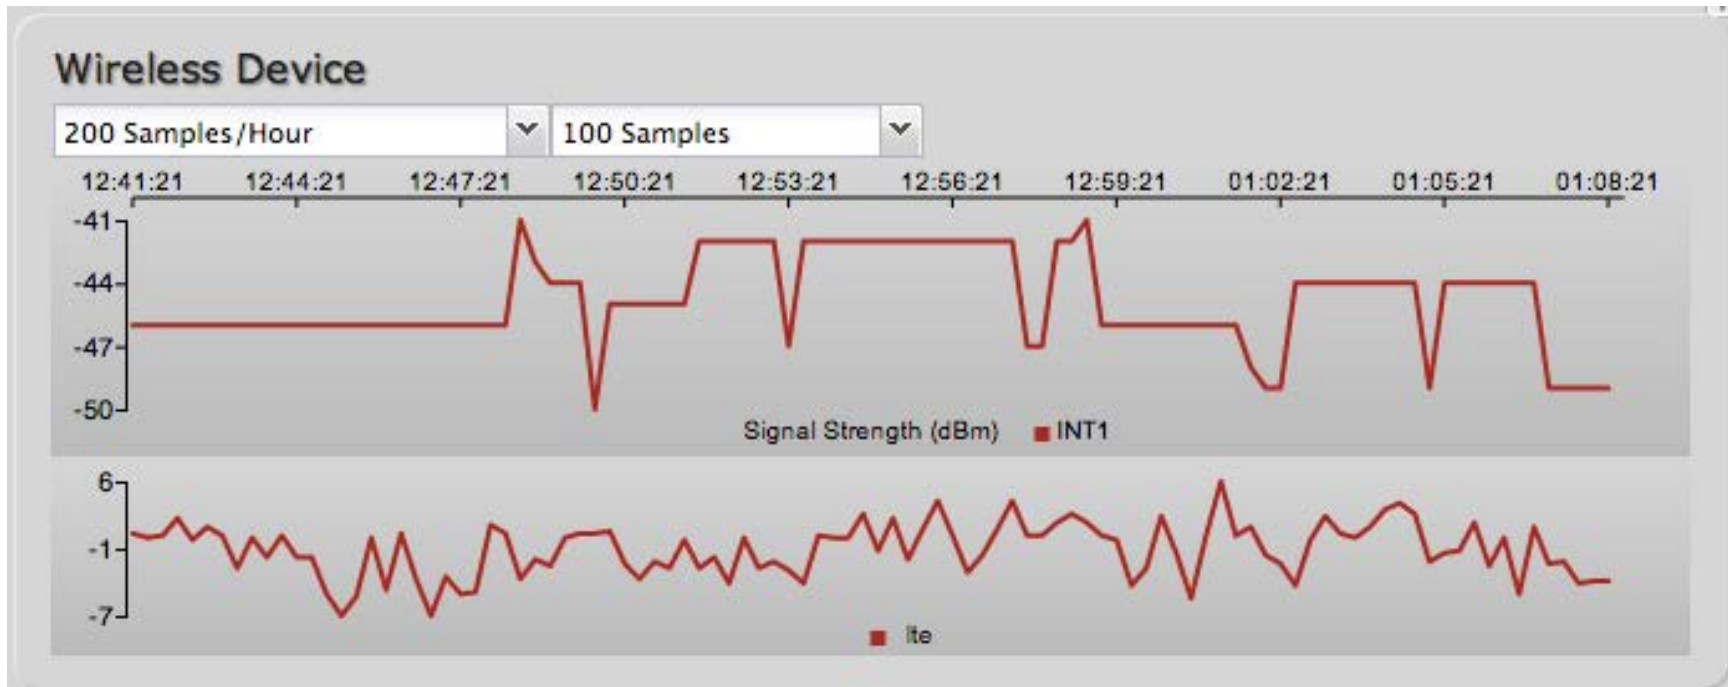 Wireless Device
200 Samples/Hour 100 Samples
12:41:21 12:44:21 12:47:21 12:50:21 12:53:21 12:56:21 12:59:21 01:02:21 01:05:21 01:08:21
-41
-44
-47
-50
Signal Strength (dBm) INT1
6
-1
-7
lte